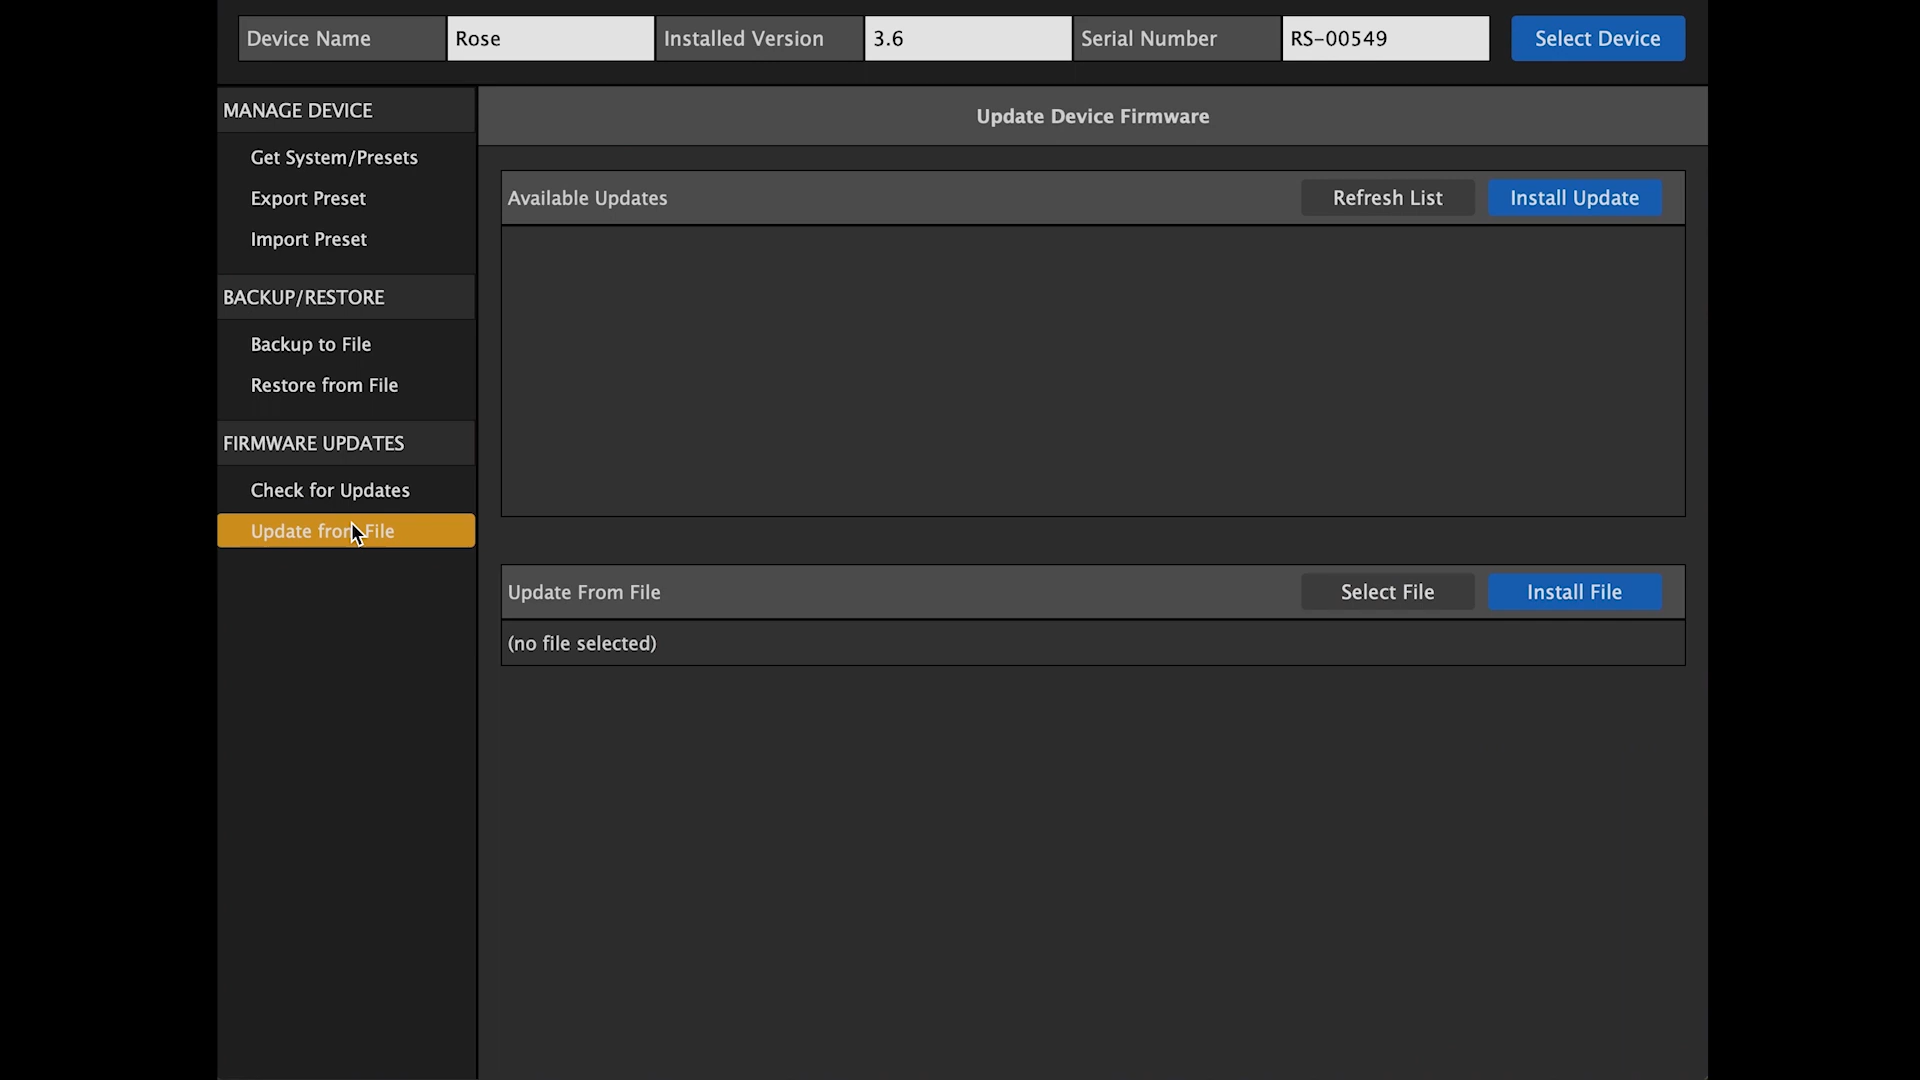 Device Name Rose Installed Version 3.6 Serial Number RS-00549 Select Device
MANAGE DEVICE
Get System/Presets
Export Preset
Import Preset
BACKUP/RESTORE
Backup to File
Restore from File
FIRMWARE UPDATES
Check for Updates
Update from File
Update Device Firmware
Available Updates Refresh List Install Update
Update From File Select File Install File
(no file selected)